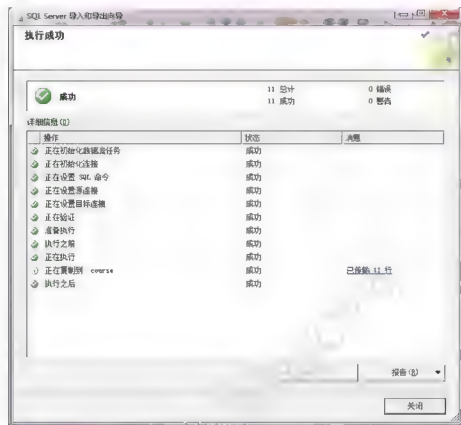 SQL Server 导入和导出向导
执行成功
成功
11 总计
0 错误
11 成功
0 警告
详细信息(D)
操作 状态 消息
正在初始化数据流任务 成功
正在初始化连接 成功
正在设置 SQL 命令 成功
正在设置源连接 成功
正在设置目标连接 成功
正在验证 成功
准备执行 成功
执行之前 成功
正在执行 成功
正在复制到 course 成功 已传输 11 行
执行之后 成功
报告(R)
关闭